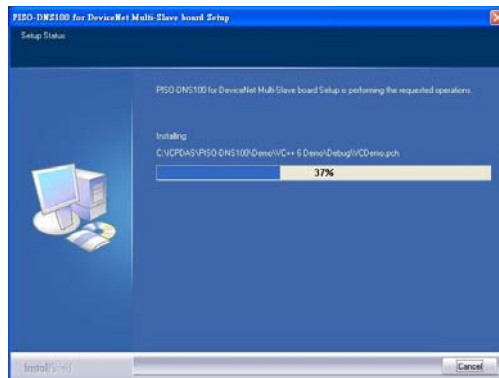 PISO-DNS100 for DeviceNet Multi-Slave board Setup
Setup Status
PISO-DNS100 for DeviceNet Multi-Slave board Setup is performing the requested operations.
Installing
C:\ICPDAS\PISO-DNS100\Demo\VC++ 6 Demo\Debug\VCDemo.pch
37%
InstallShield
Cancel